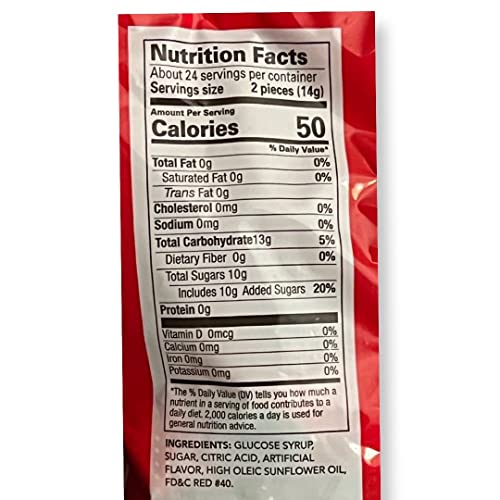 Nutrition Facts
About 24 servings per container
Servings size 2 pieces (14g)
Amount Per Serving
Calories 50
% Daily Value*
Total Fat 0g 0%
Saturated Fat 0g 0%
Trans Fat 0g
Cholesterol 0mg 0%
Sodium 0mg 0%
Total Carbohydrate13g 5%
Dietary Fiber 0g 0%
Total Sugars 10g
Includes 10g Added Sugars 20%
Protein 0g
Vitamin D 0mcg 0%
Calcium 0mg 0%
Iron 0mg 0%
Potassium 0mg 0%
*The % Daily Value (DV) tells you how much a
nutrient in a serving of food contributes to a
daily diet. 2,000 calories a day is used for
general nutrition advice.
INGREDIENTS: GLUCOSE SYRUP,
SUGAR, CITRIC ACID, ARTIFICIAL
FLAVOR, HIGH OLEIC SUNFLOWER OIL,
FD&C RED #40.